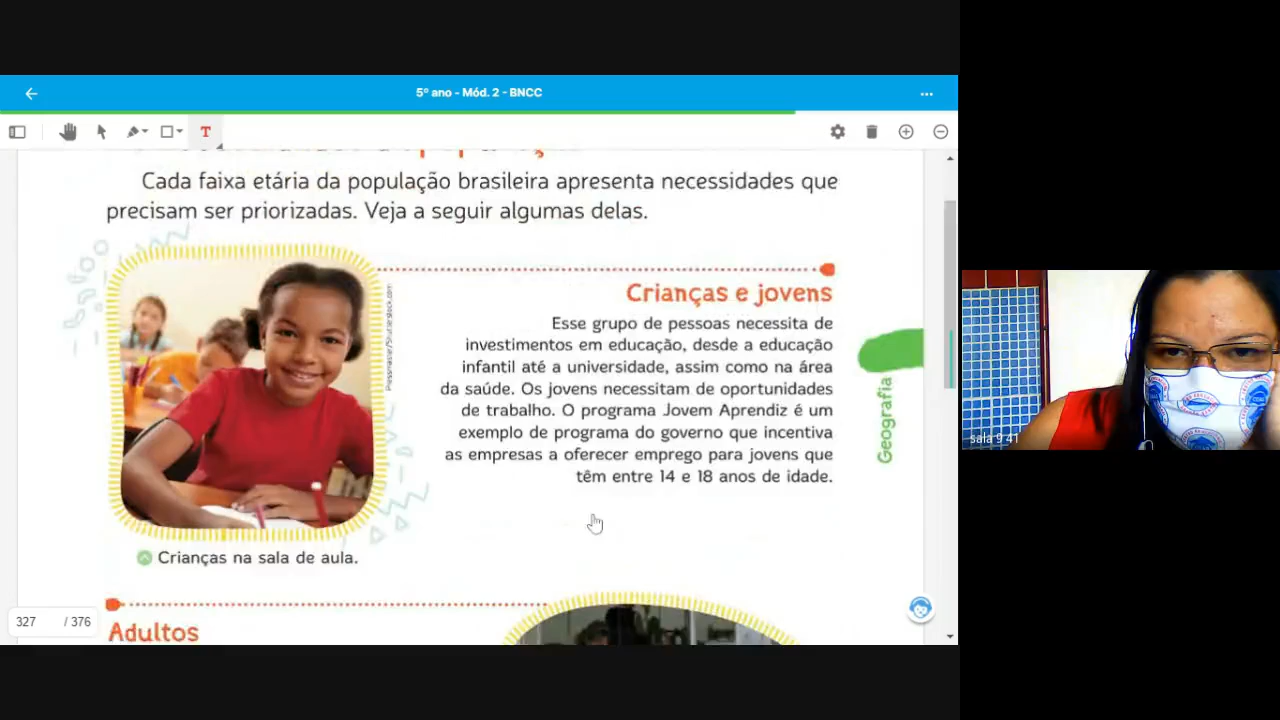 5º ano - Mód. 2 - BNCC
T
Cada faixa etária da população brasileira apresenta necessidades que
precisam ser priorizadas. Veja a seguir algumas delas.
Pressmaster/Shutterstock.com
Crianças e jovens
Esse grupo de pessoas necessita de
investimentos em educação, desde a educação
infantil até a universidade, assim como na área
da saúde. Os jovens necessitam de oportunidades
de trabalho. O programa Jovem Aprendiz é um
exemplo de programa do governo que incentiva
as empresas a oferecer emprego para jovens que
têm entre 14 e 18 anos de idade.
Geografia
Crianças na sala de aula.
327 / 376
Adultos
sala 9 41